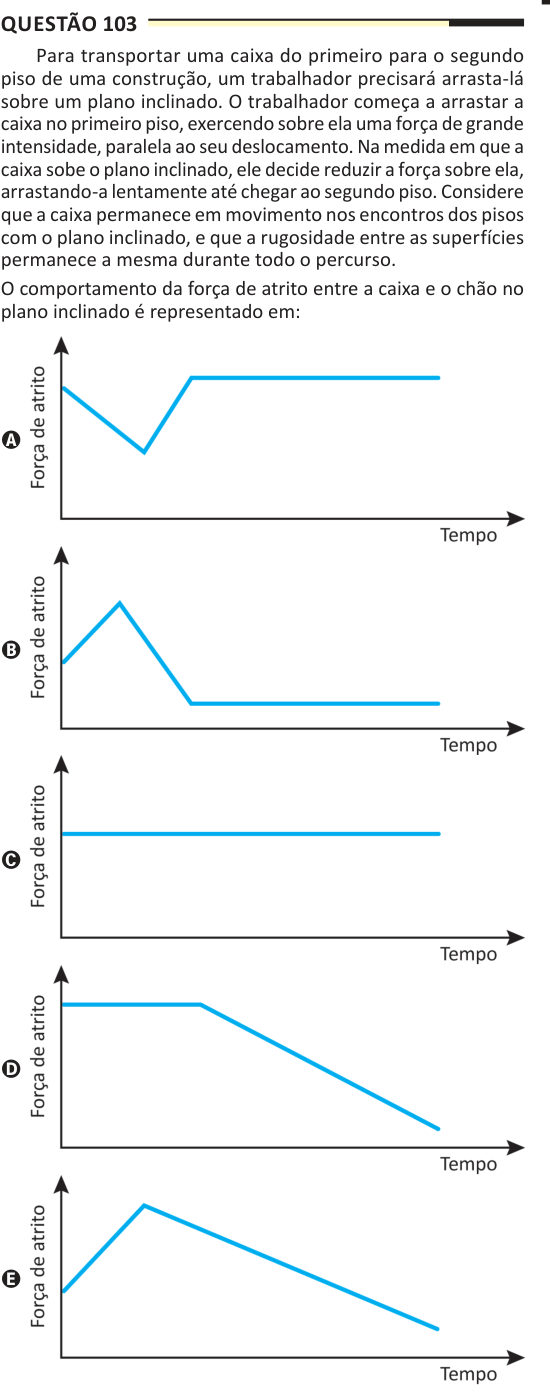 QUESTÃO 103
Para transportar uma caixa do primeiro para o segundo
piso de uma construção, um trabalhador precisará arrasta-lá
sobre um plano inclinado. O trabalhador começa a arrastar a
caixa no primeiro piso, exercendo sobre ela uma força de grande
intensidade, paralela ao seu deslocamento. Na medida em que a
caixa sobe o plano inclinado, ele decide reduzir a força sobre ela,
arrastando-a lentamente até chegar ao segundo piso. Considere
que a caixa permanece em movimento nos encontros dos pisos
com o plano inclinado, e que a rugosidade entre as superfícies
permanece a mesma durante todo o percurso.
O comportamento da força de atrito entre a caixa e o chão no
plano inclinado é representado em:
A
Força de atrito
Tempo
B
Força de atrito
Tempo
C
Força de atrito
Tempo
D
Força de atrito
Tempo
E
Força de atrito
Tempo